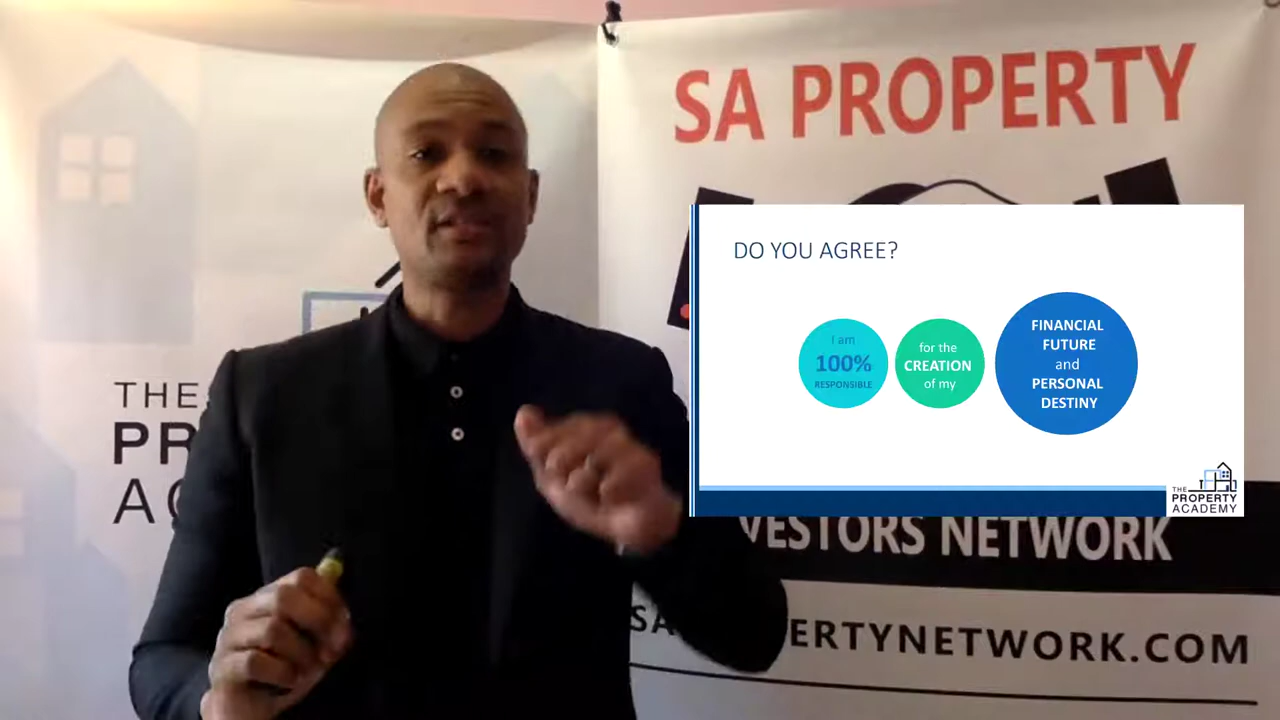 SA PROPERTY
DO YOU AGREE?
I am
100%
RESPONSIBLE
for the
CREATION
of my
FINANCIAL
FUTURE
and
PERSONAL
DESTINY
THE
PROPERTY
ACADEMY
THE
PR
AC
VESTORS NETWORK
SA
ERTYNETWORK.COM